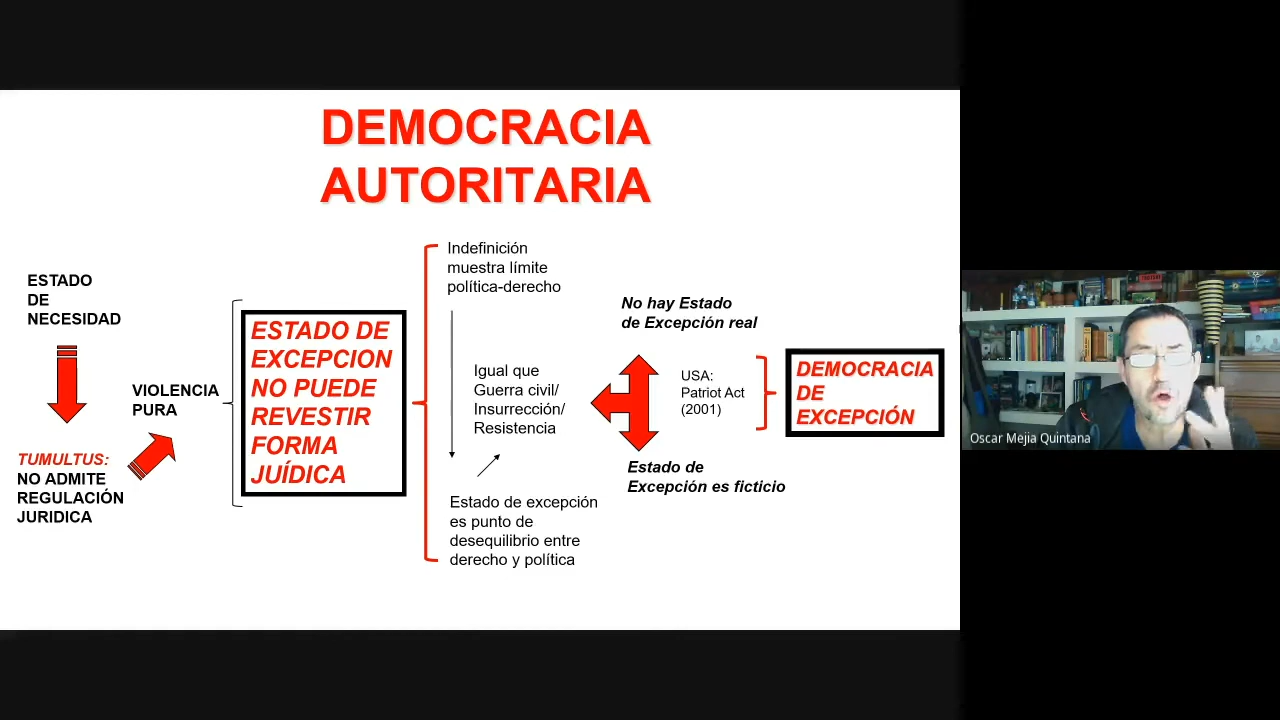 DEMOCRACIA
AUTORITARIA
ESTADO
DE
NECESIDAD
TUMULTUS:
NO ADMITE
REGULACIÓN
JURIDICA
VIOLENCIA
PURA
ESTADO DE
EXCEPCION
NO PUEDE
REVESTIR
FORMA
JUÍDICA
Indefinición
muestra límite
política-derecho
Igual que
Guerra civil/
Insurrección/
Resistencia
Estado de excepción
es punto de
desequilibrio entre
derecho y política
No hay Estado
de Excepción real
USA:
Patriot Act
(2001)
Estado de
Excepción es ficticio
DEMOCRACIA
DE
EXCEPCIÓN
Oscar Mejia Quintana